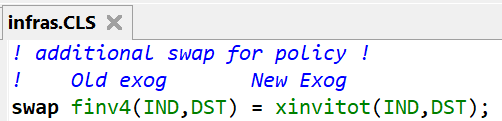 infras.CLS
! additional swap for policy !
!    Old exog        New Exog
swap finv4(IND,DST) = xinvitot(IND,DST);